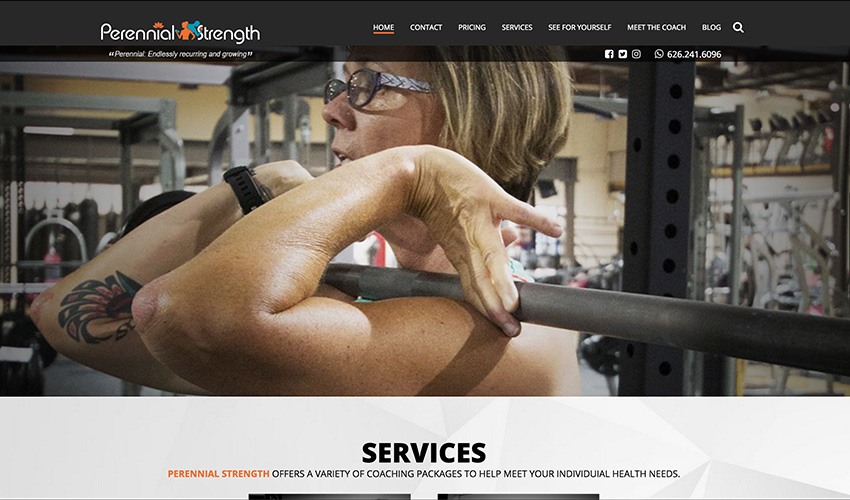 Perennial Strength
HOME CONTACT PRICING SERVICES SEE FOR YOURSELF MEET THE COACH BLOG
“Perennial: Endlessly recurring and growing”
626.241.6096
SERVICES
PERENNIAL STRENGTH OFFERS A VARIETY OF COACHING PACKAGES TO HELP MEET YOUR INDIVIDUIAL HEALTH NEEDS.